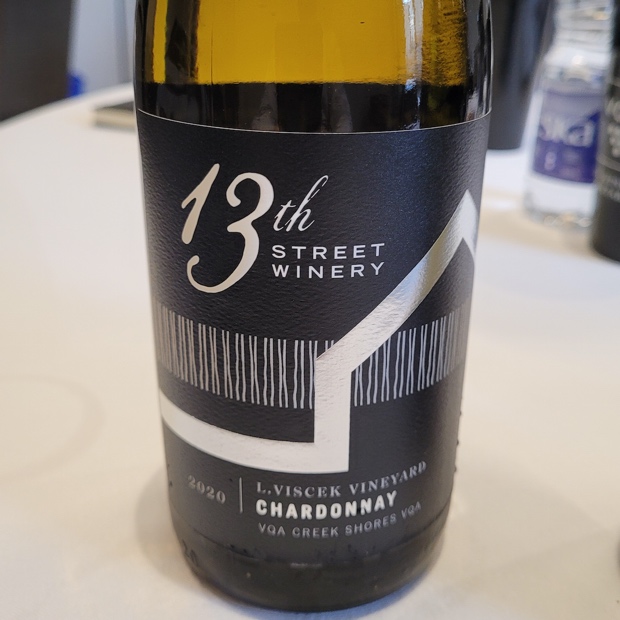 13th
STREET
WINERY
2020
L.VISCEK VINEYARD
CHARDONNAY
VQA CREEK SHORES VQA